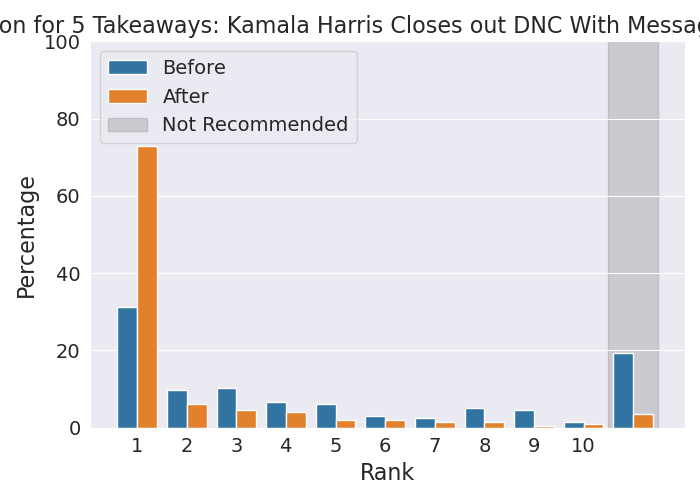 on for 5 Takeaways: Kamala Harris Closes out DNC With Messag
100
80
60
40
20
0
Percentage
Before
After
Not Recommended
1 2 3 4 5 6 7 8 9 10
Rank